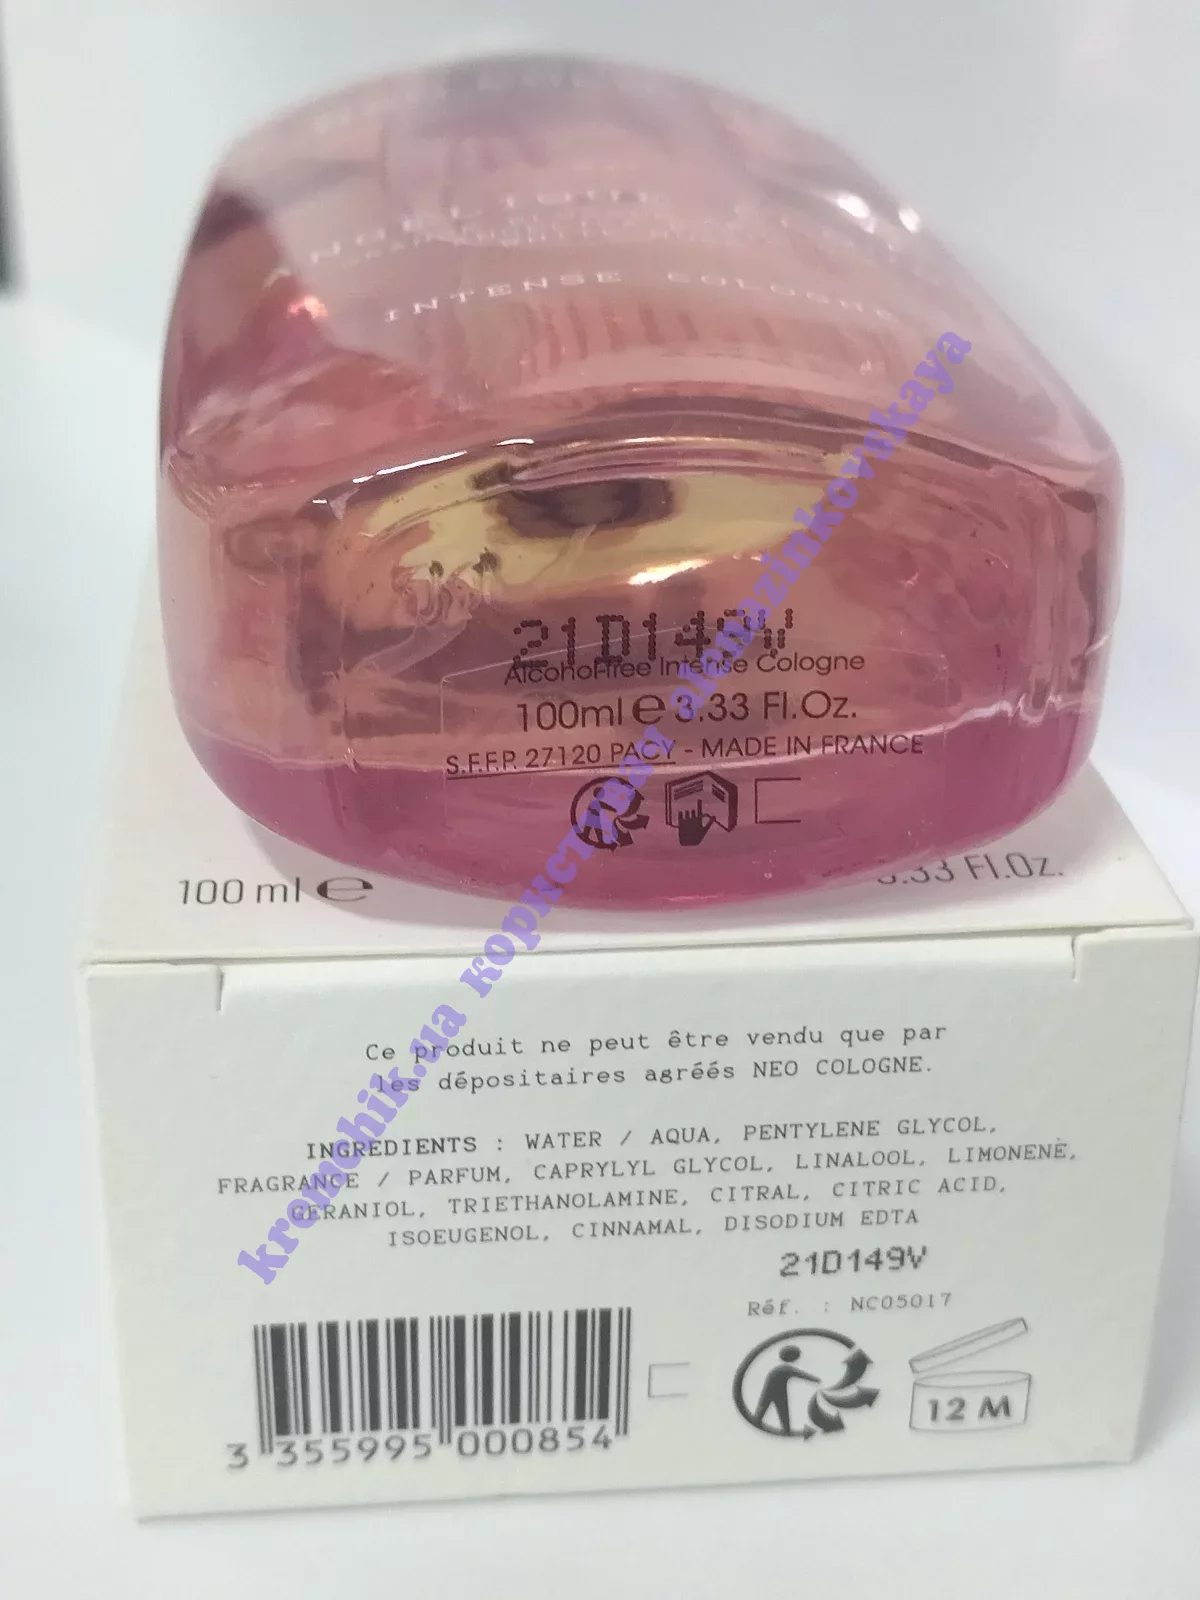 INTENSE COLOGNE
21D149V
Alcohol-free Intense Cologne
100ml e 3.33 Fl.Oz.
S.F.F.P. 27120 PACY - MADE IN FRANCE
100 ml e 3.33 Fl.Oz.
Ce produit ne peut être vendu que par
les dépositaires agréés NEO COLOGNE.
INGREDIENTS : WATER / AQUA, PENTYLENE GLYCOL,
FRAGRANCE / PARFUM, CAPRYLYL GLYCOL, LINALOOL, LIMONENE,
GERANIOL, TRIETHANOLAMINE, CITRAL, CITRIC ACID,
ISOEUGENOL, CINNAMAL, DISODIUM EDTA
21D149V
Réf. : NC05017
12 M
3 355995 000854
kremchik.ua користувач alenazinkovskaya